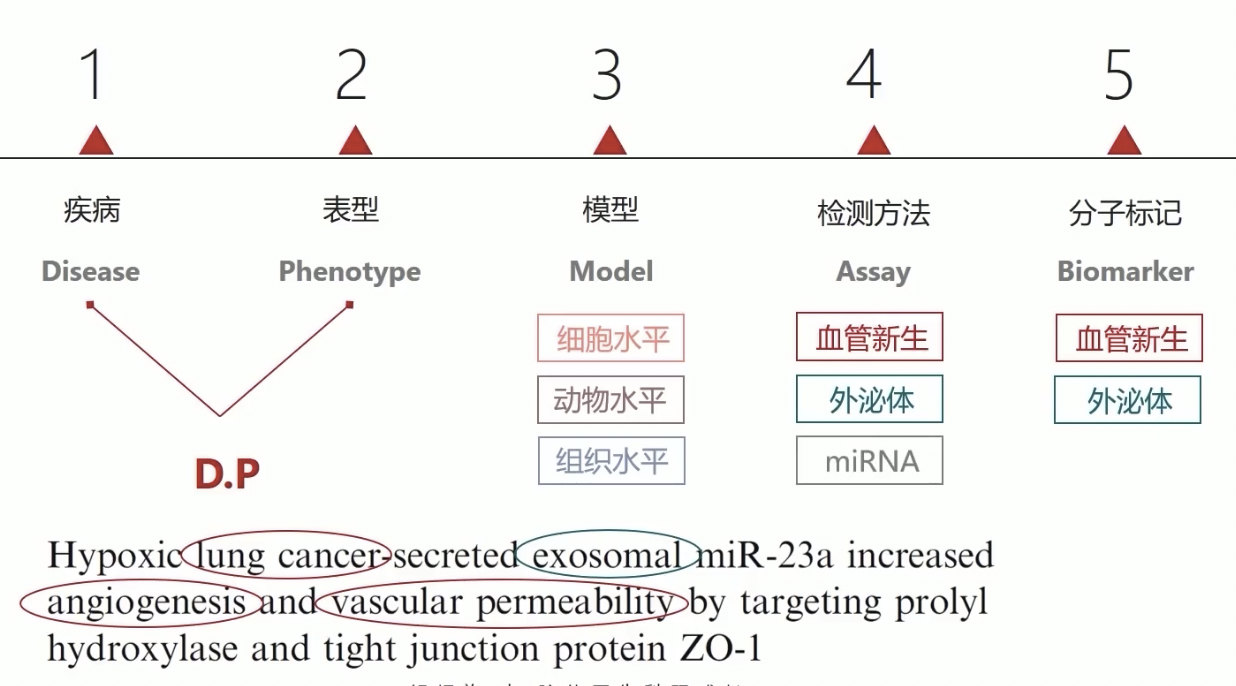 1 2 3 4 5
疾病 表型 模型 检测方法 分子标记
Disease Phenotype Model Assay Biomarker
细胞水平 血管新生 血管新生
动物水平 外泌体 外泌体
组织水平 miRNA
D.P
Hypoxic lung cancer-secreted exosomal miR-23a increased
angiogenesis and vascular permeability by targeting prolyl
hydroxylase and tight junction protein ZO-1